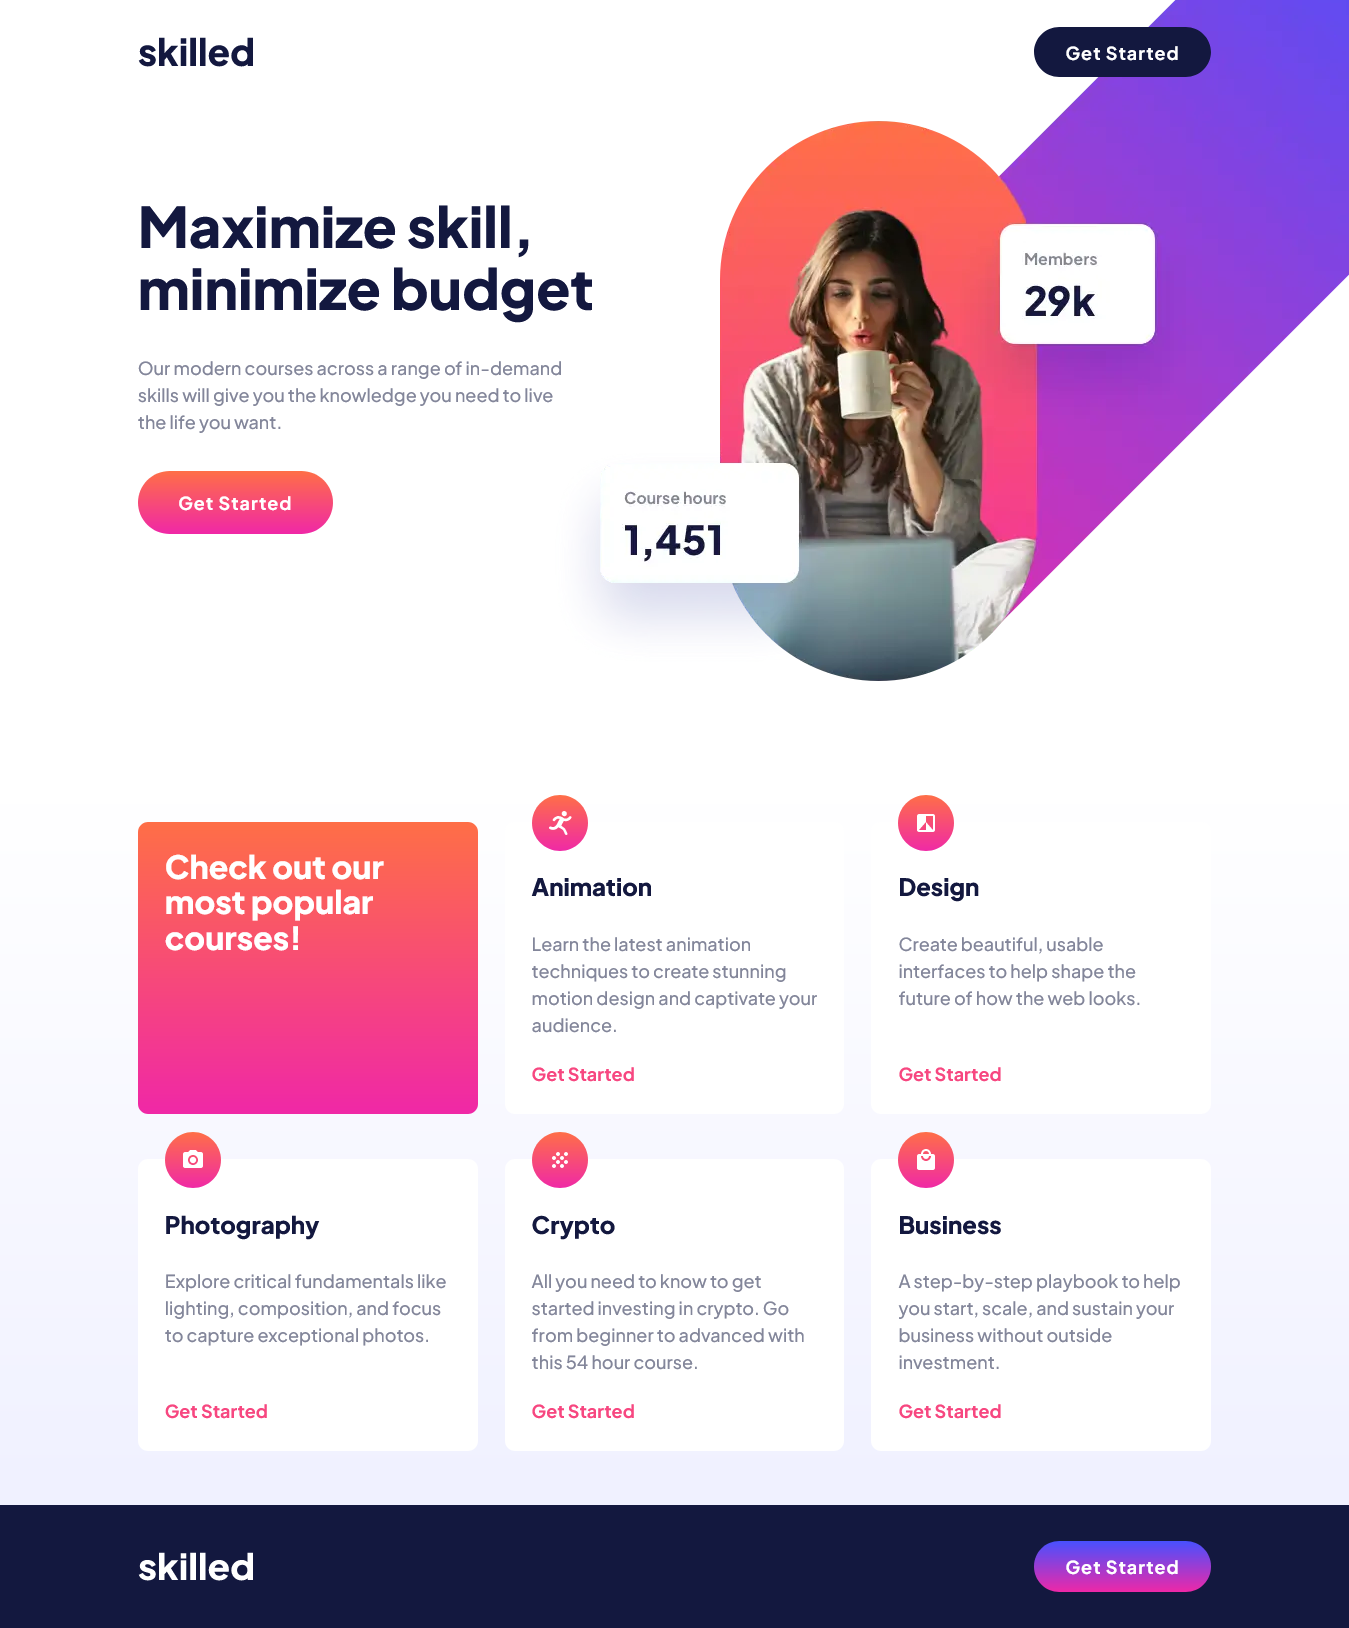 skilled
Get Started
Maximize skill,
minimize budget
Our modern courses across a range of in-demand
skills will give you the knowledge you need to live
the life you want.
Get Started
Members
29k
Course hours
1,451
Check out our
most popular
courses!
Animation
Learn the latest animation
techniques to create stunning
motion design and captivate your
audience.
Get Started
Design
Create beautiful, usable
interfaces to help shape the
future of how the web looks.
Get Started
Photography
Explore critical fundamentals like
lighting, composition, and focus
to capture exceptional photos.
Get Started
Crypto
All you need to know to get
started investing in crypto. Go
from beginner to advanced with
this 54 hour course.
Get Started
Business
A step-by-step playbook to help
you start, scale, and sustain your
business without outside
investment.
Get Started
skilled
Get Started